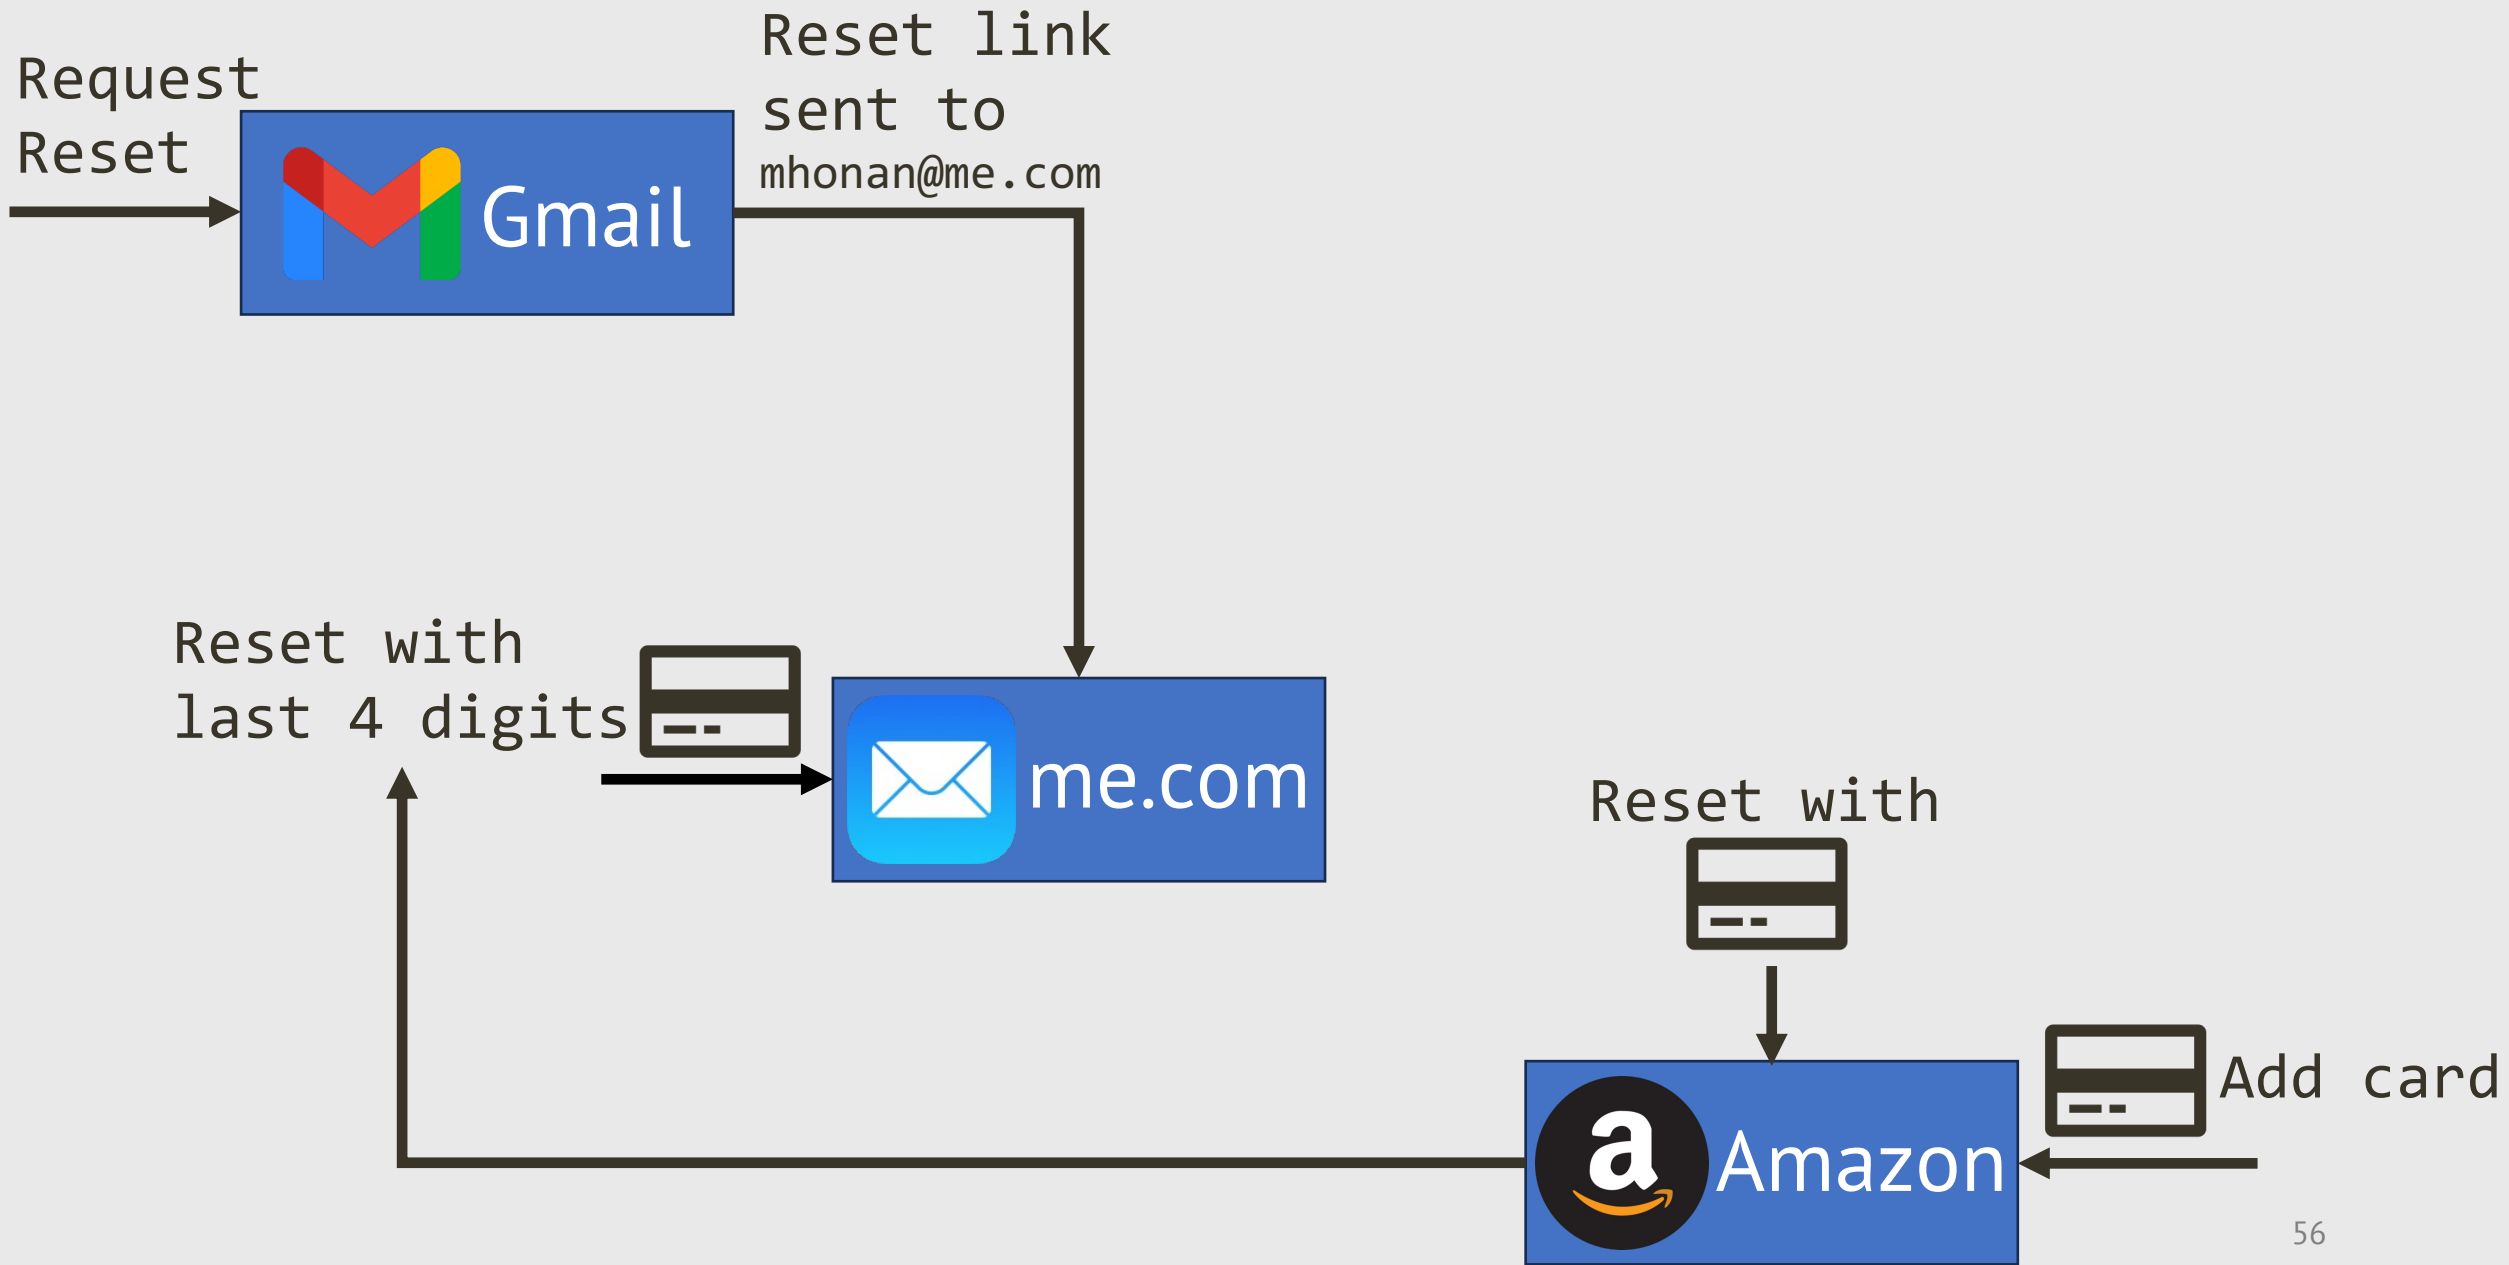 Request
Reset
Reset link
sent to
mhonan@me.com
Gmail
Reset with
last 4 digits
me.com
Reset with
Add card
a
Amazon
56